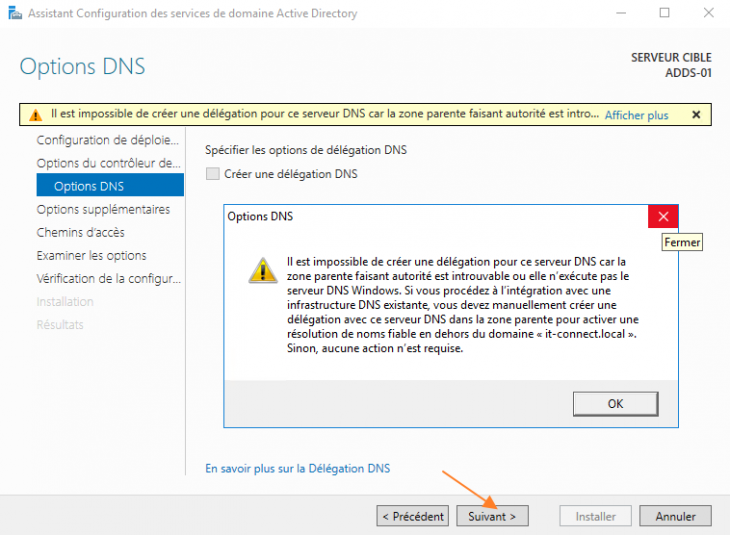 Assistant Configuration des services de domaine Active Directory
Options DNS
SERVEUR CIBLE
ADDS-01
Il est impossible de créer une délégation pour ce serveur DNS car la zone parente faisant autorité est intro... Afficher plus
Configuration de déploie...
Options du contrôleur de...
Options DNS
Options supplémentaires
Chemins d'accès
Examiner les options
Vérification de la configur...
Installation
Résultats
Spécifier les options de délégation DNS
Créer une délégation DNS
Options DNS
Fermer
Il est impossible de créer une délégation pour ce serveur DNS car la
zone parente faisant autorité est introuvable ou elle n'exécute pas le
serveur DNS Windows. Si vous procédez à l'intégration avec une
infrastructure DNS existante, vous devez manuellement créer une
délégation avec ce serveur DNS dans la zone parente pour activer une
résolution de noms fiable en dehors du domaine « it-connect.local ».
Sinon, aucune action n'est requise.
OK
En savoir plus sur la Délégation DNS
< Précédent
Suivant >
Installer
Annuler